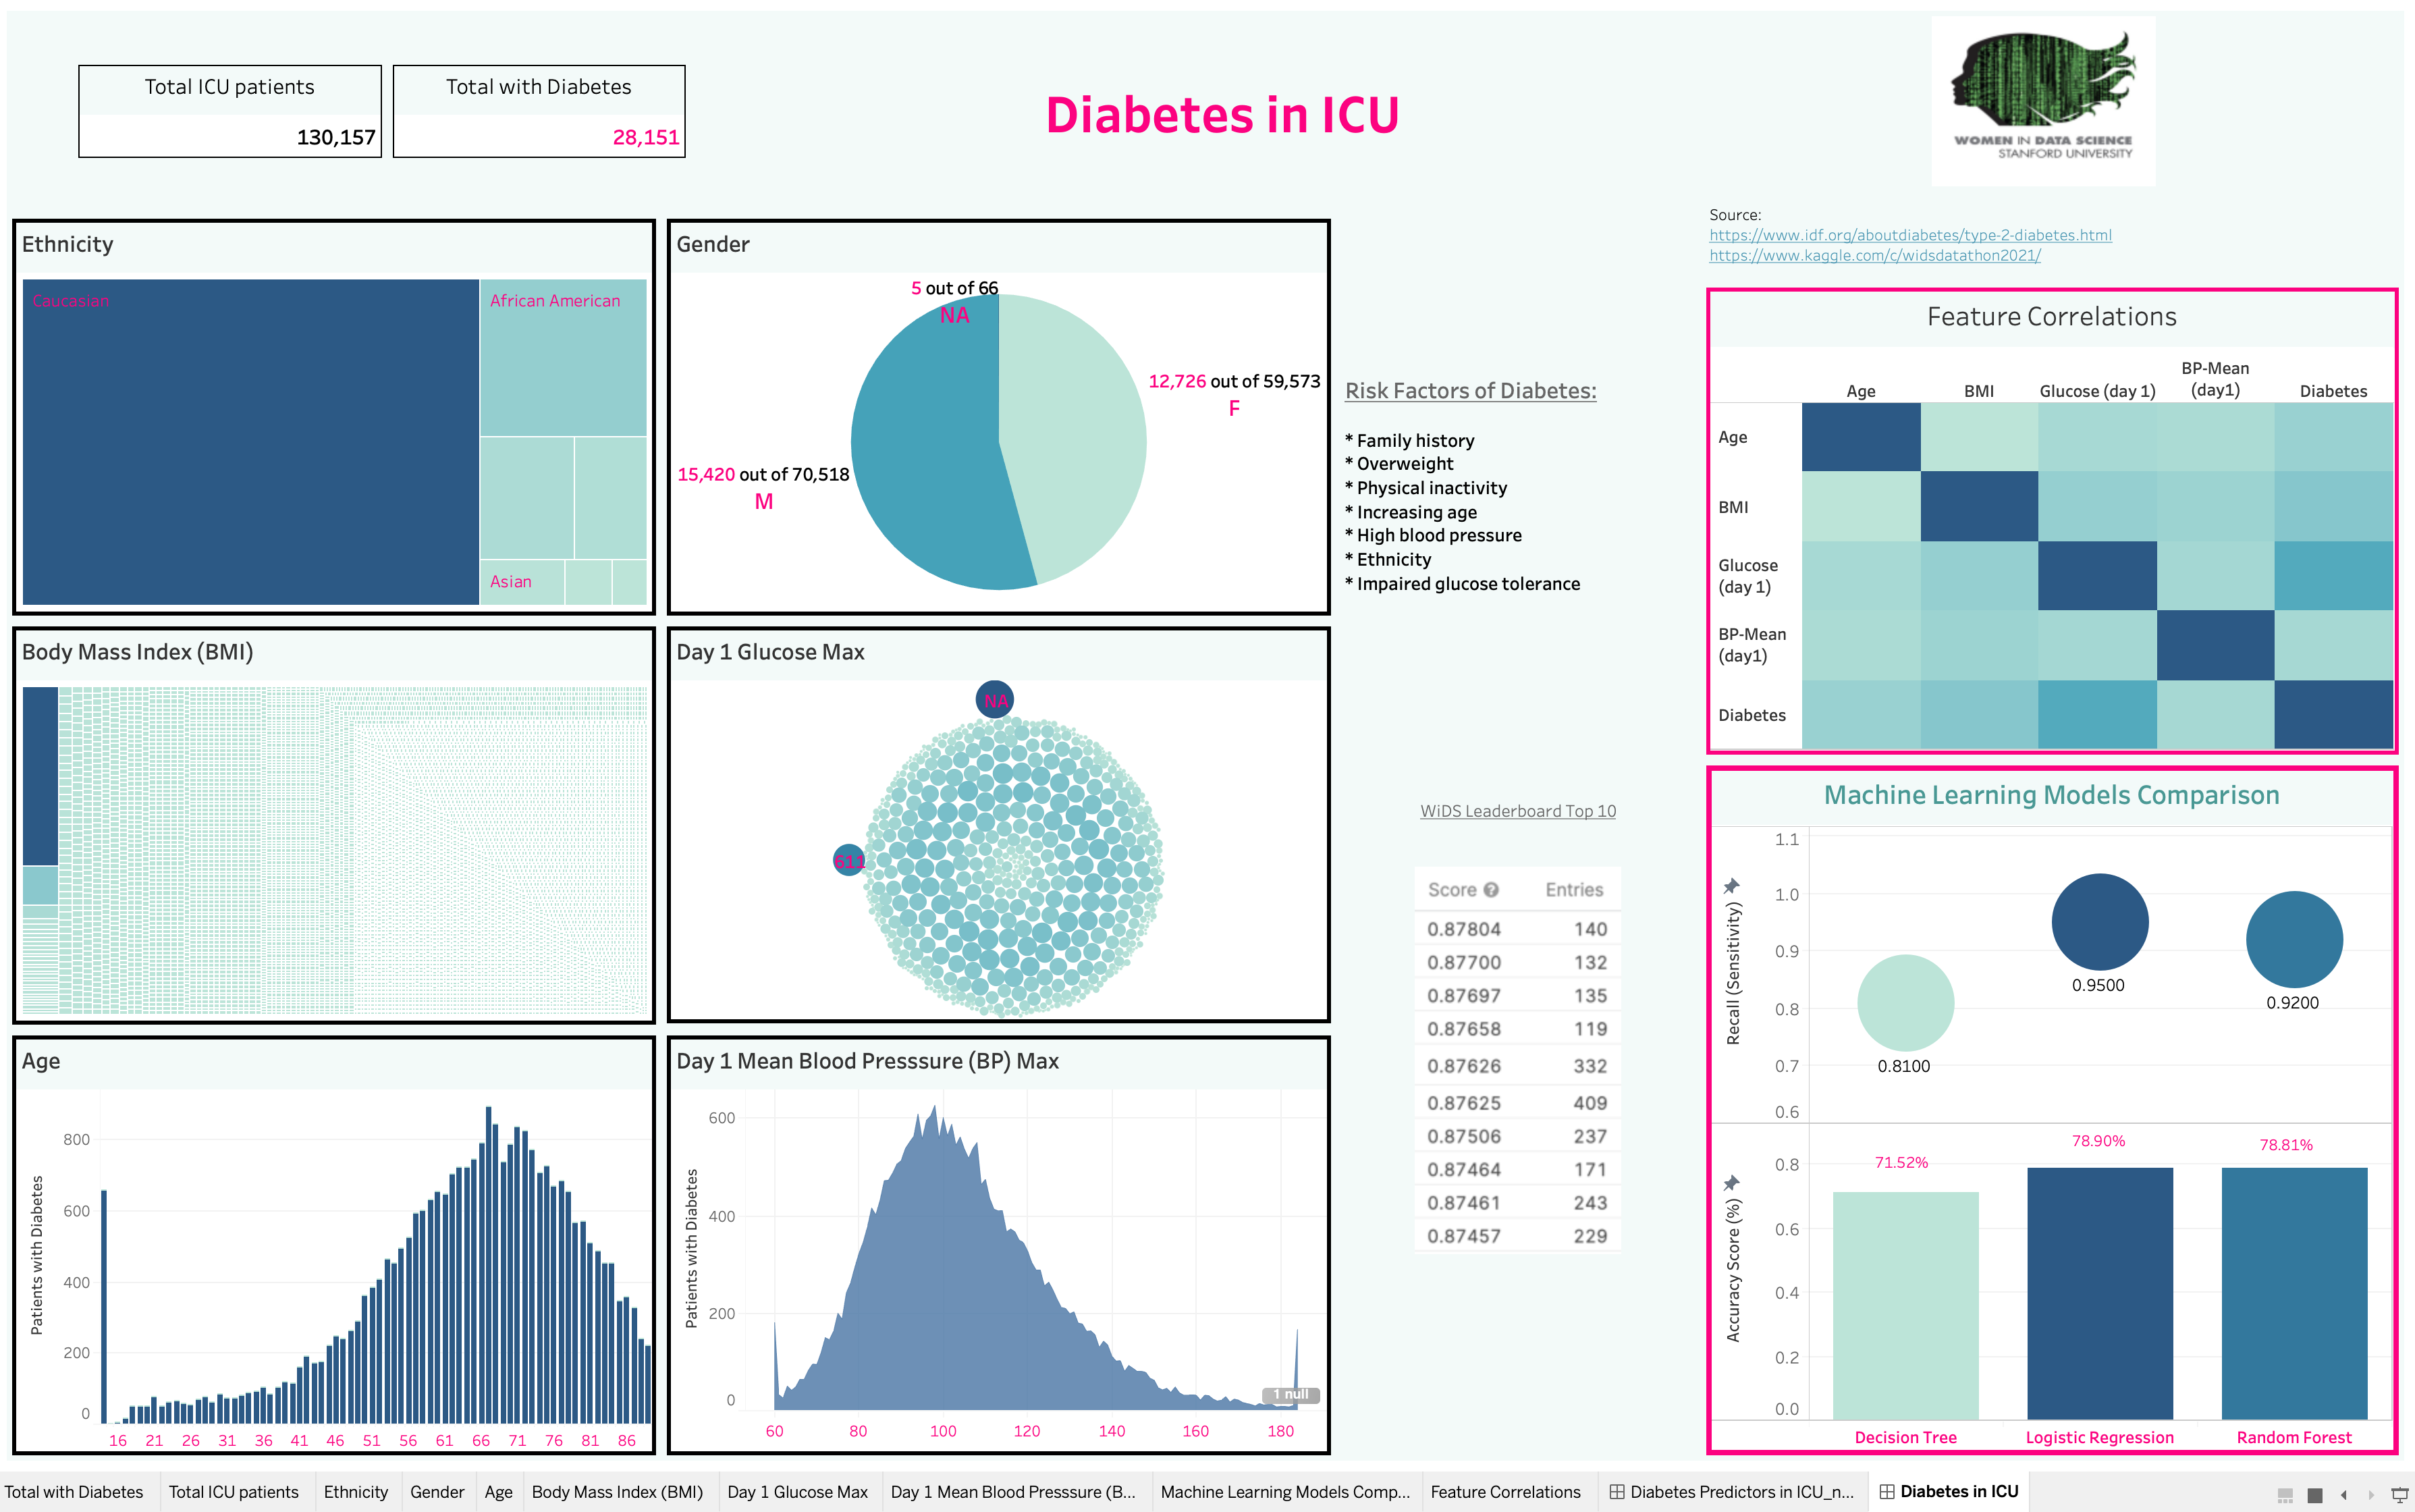 Total ICU patients
130,157
Total with Diabetes
28,151
Diabetes in ICU
WOMEN IN DATA SCIENCE
STANFORD UNIVERSITY
Source:
https://www.idf.org/aboutdiabetes/type-2-diabetes.html
https://www.kaggle.com/c/widsdatathon2021/
Ethnicity
Caucasian
African American
Asian
Gender
5 out of 66
NA
12,726 out of 59,573
F
15,420 out of 70,518
M
Risk Factors of Diabetes:
* Family history
* Overweight
* Physical inactivity
* Increasing age
* High blood pressure
* Ethnicity
* Impaired glucose tolerance
Feature Correlations
Age BMI Glucose (day 1) BP-Mean (day1) Diabetes
Age
BMI
Glucose
(day 1)
BP-Mean
(day1)
Diabetes
Body Mass Index (BMI)
Day 1 Glucose Max
NA
611
WiDS Leaderboard Top 10
Score Entries
0.87804 140
0.87700 132
0.87697 135
0.87658 119
0.87626 332
0.87625 409
0.87506 237
0.87464 171
0.87461 243
0.87457 229
Machine Learning Models Comparison
Recall (Sensitivity)
1.1
1.0
0.9
0.8
0.7
0.6
0.8100
0.9500
0.9200
Accuracy Score (%)
0.8
0.6
0.4
0.2
0.0
71.52%
78.90%
78.81%
Decision Tree Logistic Regression Random Forest
Age
Patients with Diabetes
800
600
400
200
0
16 21 26 31 36 41 46 51 56 61 66 71 76 81 86
Day 1 Mean Blood Presssure (BP) Max
Patients with Diabetes
600
400
200
0
1 null
60 80 100 120 140 160 180
Total with Diabetes Total ICU patients Ethnicity Gender Age Body Mass Index (BMI) Day 1 Glucose Max Day 1 Mean Blood Presssure (B... Machine Learning Models Comp... Feature Correlations Diabetes Predictors in ICU_n... Diabetes in ICU